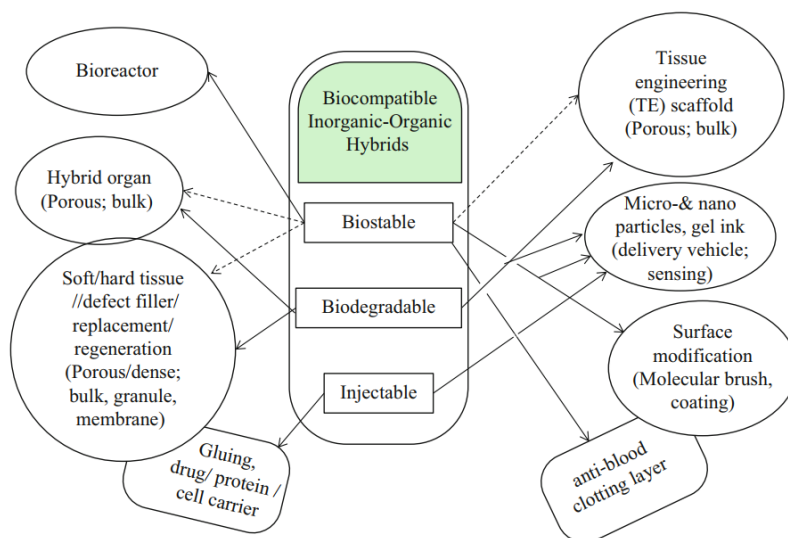 Bioreactor
Hybrid organ
(Porous; bulk)
Soft/hard tissue
//defect filler/
replacement/
regeneration
(Porous/dense;
bulk, granule,
membrane)
Gluing,
drug/ protein /
cell carrier
Biocompatible
Inorganic-Organic
Hybrids
Biostable
Biodegradable
Injectable
Tissue
engineering
(TE) scaffold
(Porous; bulk)
Micro-& nano
particles, gel ink
(delivery vehicle;
sensing)
Surface
modification
(Molecular brush,
coating)
anti-blood
clotting layer